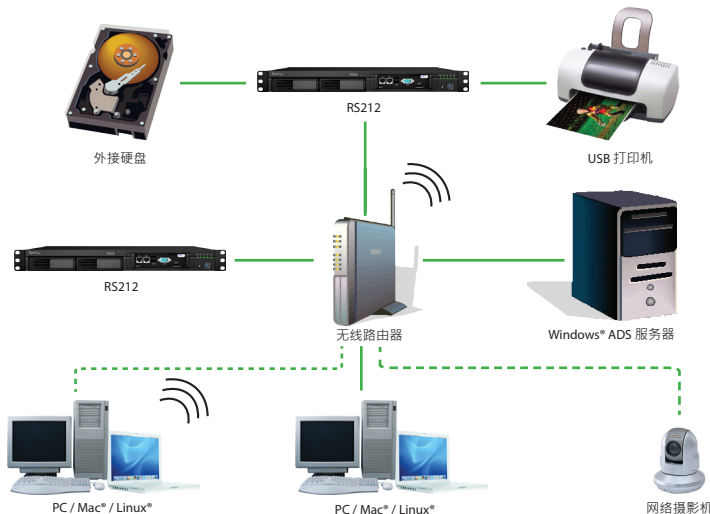 RS212
外接硬盘
USB 打印机
RS212
无线路由器
Windows® ADS 服务器
PC / Mac® / Linux®
PC / Mac® / Linux®
网络摄影机